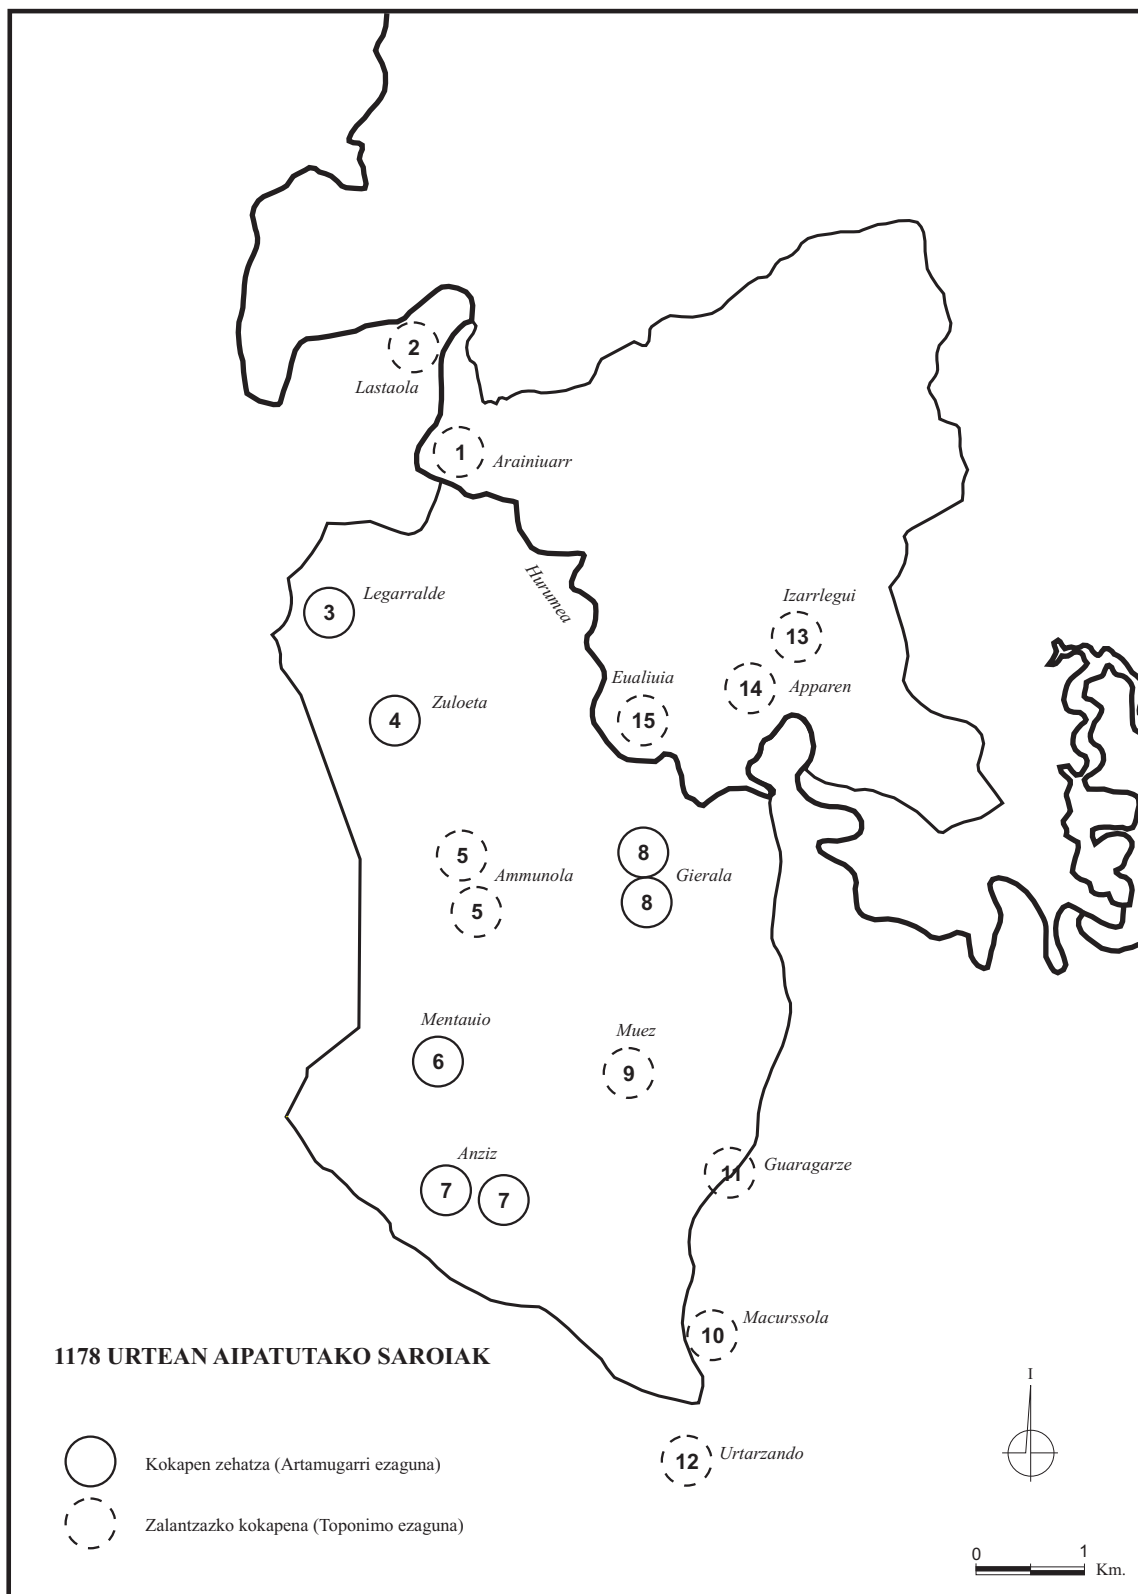 2
Lastaola
1
Arainiuarr
Hurumea
Legarralde
3
Izarrlegui
13
Eualiuia
14
Apparen
Zuloeta
4
15
5
Ammunola
5
8
Gierala
8
Mentauio
6
Muez
9
Anziz
7
7
11
Guaragarze
10
Macurssola
12
Urtarzando
1178 URTEAN AIPATUTAKO SAROIAK
Kokapen zehatza (Artamugarri ezaguna)
Zalantzazko kokapena (Toponimo ezaguna)
I
0 1
Km.